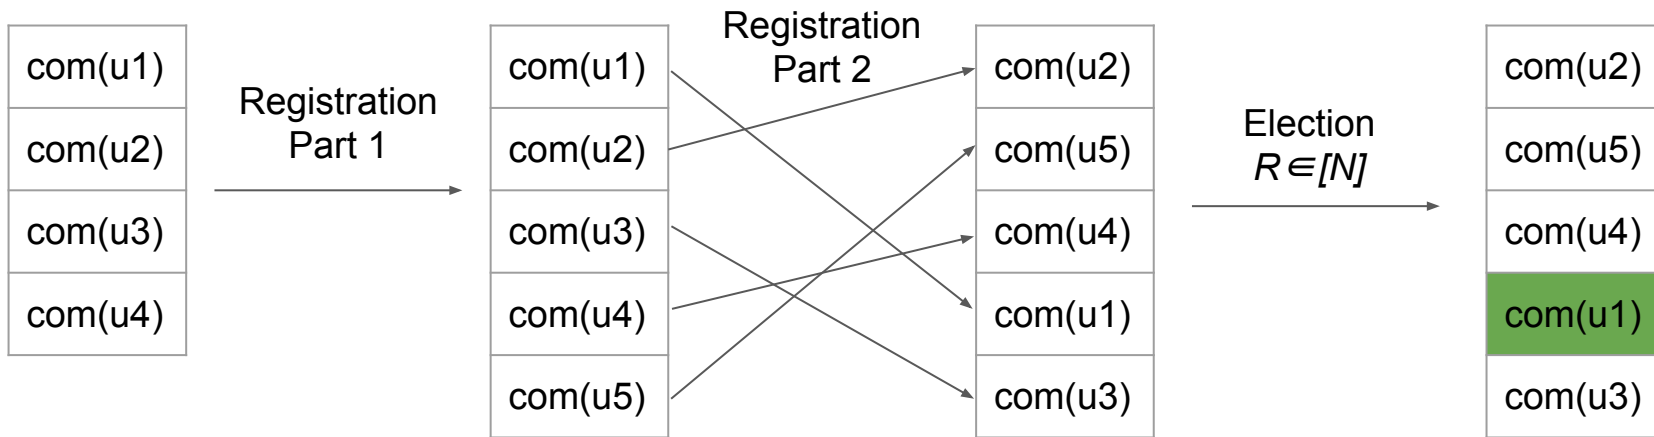 com(u1)
com(u2)
com(u3)
com(u4)
Registration
Part 1
com(u1)
com(u2)
com(u3)
com(u4)
com(u5)
Registration
Part 2
com(u2)
com(u5)
com(u4)
com(u1)
com(u3)
Election
R∈[N]
com(u2)
com(u5)
com(u4)
com(u1)
com(u3)